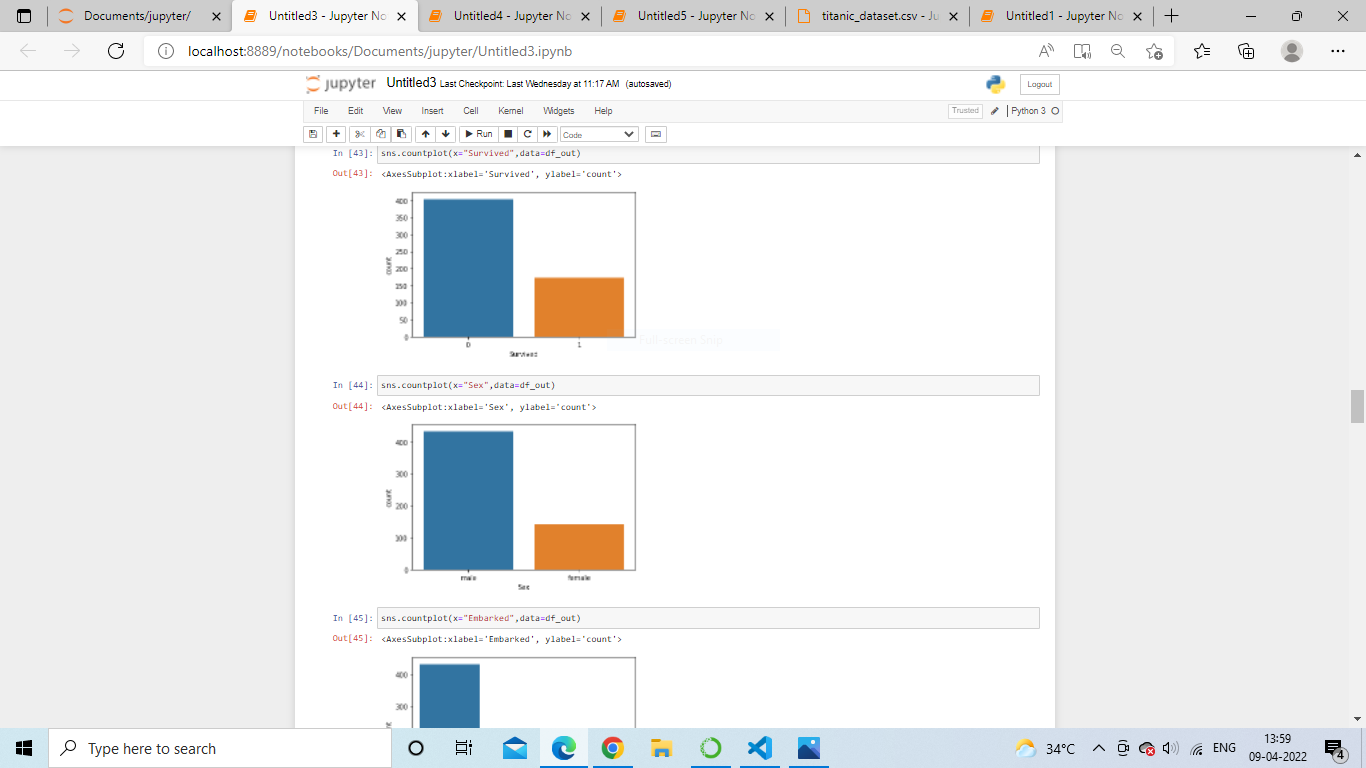 Documents/jupyter/
Untitled3 - Jupyter No
Untitled4 - Jupyter No
Untitled5 - Jupyter No
titanic_dataset.csv - Ju
Untitled1 - Jupyter No
localhost:8889/notebooks/Documents/jupyter/Untitled3.ipynb
jupyter Untitled3 Last Checkpoint: Last Wednesday at 11:17 AM (autosaved)
Logout
File Edit View Insert Cell Kernel Widgets Help
Trusted
Python 3
Run
Code
In [43]: sns.countplot(x="Survived",data=df_out)
Out[43]: <AxesSubplot:xlabel='Survived', ylabel='count'>
400
350
300
250
200
150
100
50
0
count
0 1
Survived
Full-screen Snip
In [44]: sns.countplot(x="Sex",data=df_out)
Out[44]: <AxesSubplot:xlabel='Sex', ylabel='count'>
400
300
200
100
0
count
male female
Sex
In [45]: sns.countplot(x="Embarked",data=df_out)
Out[45]: <AxesSubplot:xlabel='Embarked', ylabel='count'>
400
300
Type here to search
34°C
ENG
13:59
09-04-2022
4